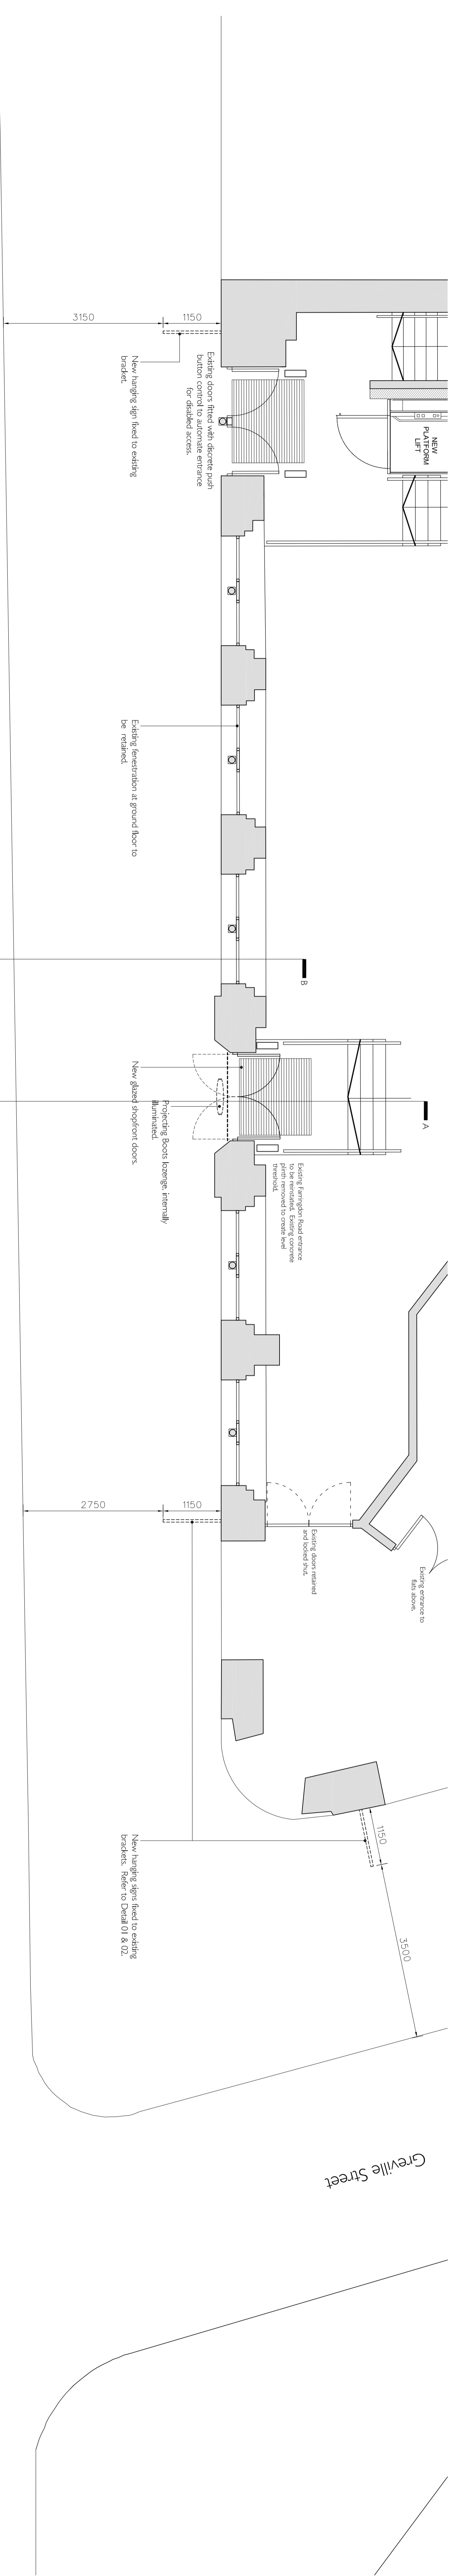 3150
1150
New hanging sign fixed to existing
bracket.
Existing doors fitted with discrete push
button control to automate entrance
for disabled access.
NEW
PLATFORM
LIFT
Existing fenestration at ground floor to
be retained.
B
A
New glazed shopfront doors.
Projecting Boots lozenge, internally
illuminated.
Existing Farringdon Road entrance
to be reinstated. Existing concrete
plinth removed to create level
threshold.
2750
1150
Existing doors retained
and locked shut.
Existing entrance to
flats above.
New hanging signs fixed to existing
brackets. Refer to Detail 01 & 02.
1150
3500
Greville Street